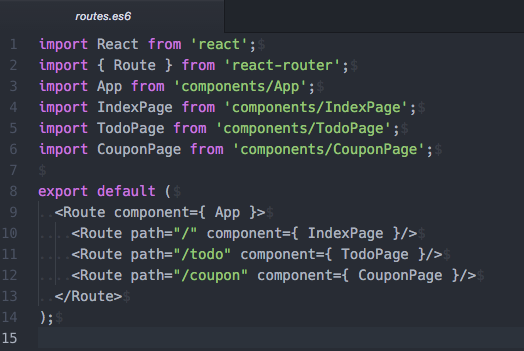 routes.es6
1 import React from 'react';
2 import { Route } from 'react-router';
3 import App from 'components/App';
4 import IndexPage from 'components/IndexPage';
5 import TodoPage from 'components/TodoPage';
6 import CouponPage from 'components/CouponPage';
7
8 export default (
9   <Route component={ App }>
10     <Route path="/" component={ IndexPage }/>
11     <Route path="/todo" component={ TodoPage }/>
12     <Route path="/coupon" component={ CouponPage }/>
13   </Route>
14 );
15